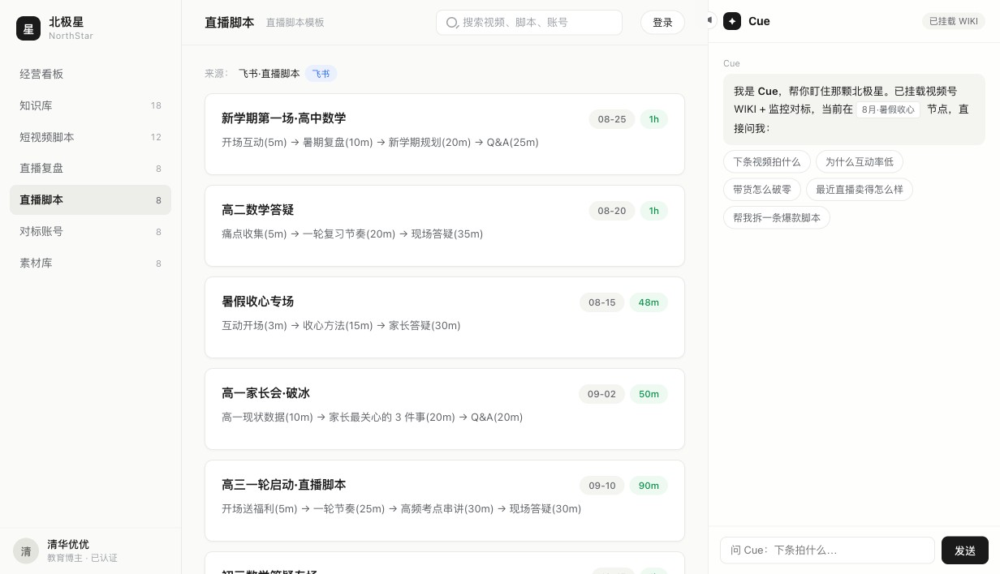 星
北极星
NorthStar
经营看板
知识库 18
短视频脚本 12
直播复盘 8
直播脚本 8
对标账号 8
素材库 8
清
清华优优
教育博主 · 已认证
直播脚本 直播脚本模板
搜索视频、脚本、账号
登录
来源： 飞书·直播脚本 飞书
新学期第一场·高中数学 08-25 1h
开场互动(5m) → 暑期复盘(10m) → 新学期规划(20m) → Q&A(25m)
高二数学答疑 08-20 1h
痛点收集(5m) → 一轮复习节奏(20m) → 现场答疑(35m)
暑假收心专场 08-15 48m
互动开场(3m) → 收心方法(15m) → 家长答疑(30m)
高一家长会·破冰 09-02 50m
高一现状数据(10m) → 家长最关心的 3 件事(20m) → Q&A(20m)
高三一轮启动·直播脚本 09-10 90m
开场送福利(5m) → 一轮节奏(25m) → 高频考点串讲(30m) → 现场答疑(30m)
Cue 已挂载 WIKI
Cue
我是 Cue，帮你盯住那颗北极星。已挂载视频号
WIKI + 监控对标，当前在 8月·暑假收心 节点，直
接问我：
下条视频拍什么 为什么互动率低
带货怎么破零 最近直播卖得怎么样
帮我拆一条爆款脚本
问 Cue：下条拍什么…
发送